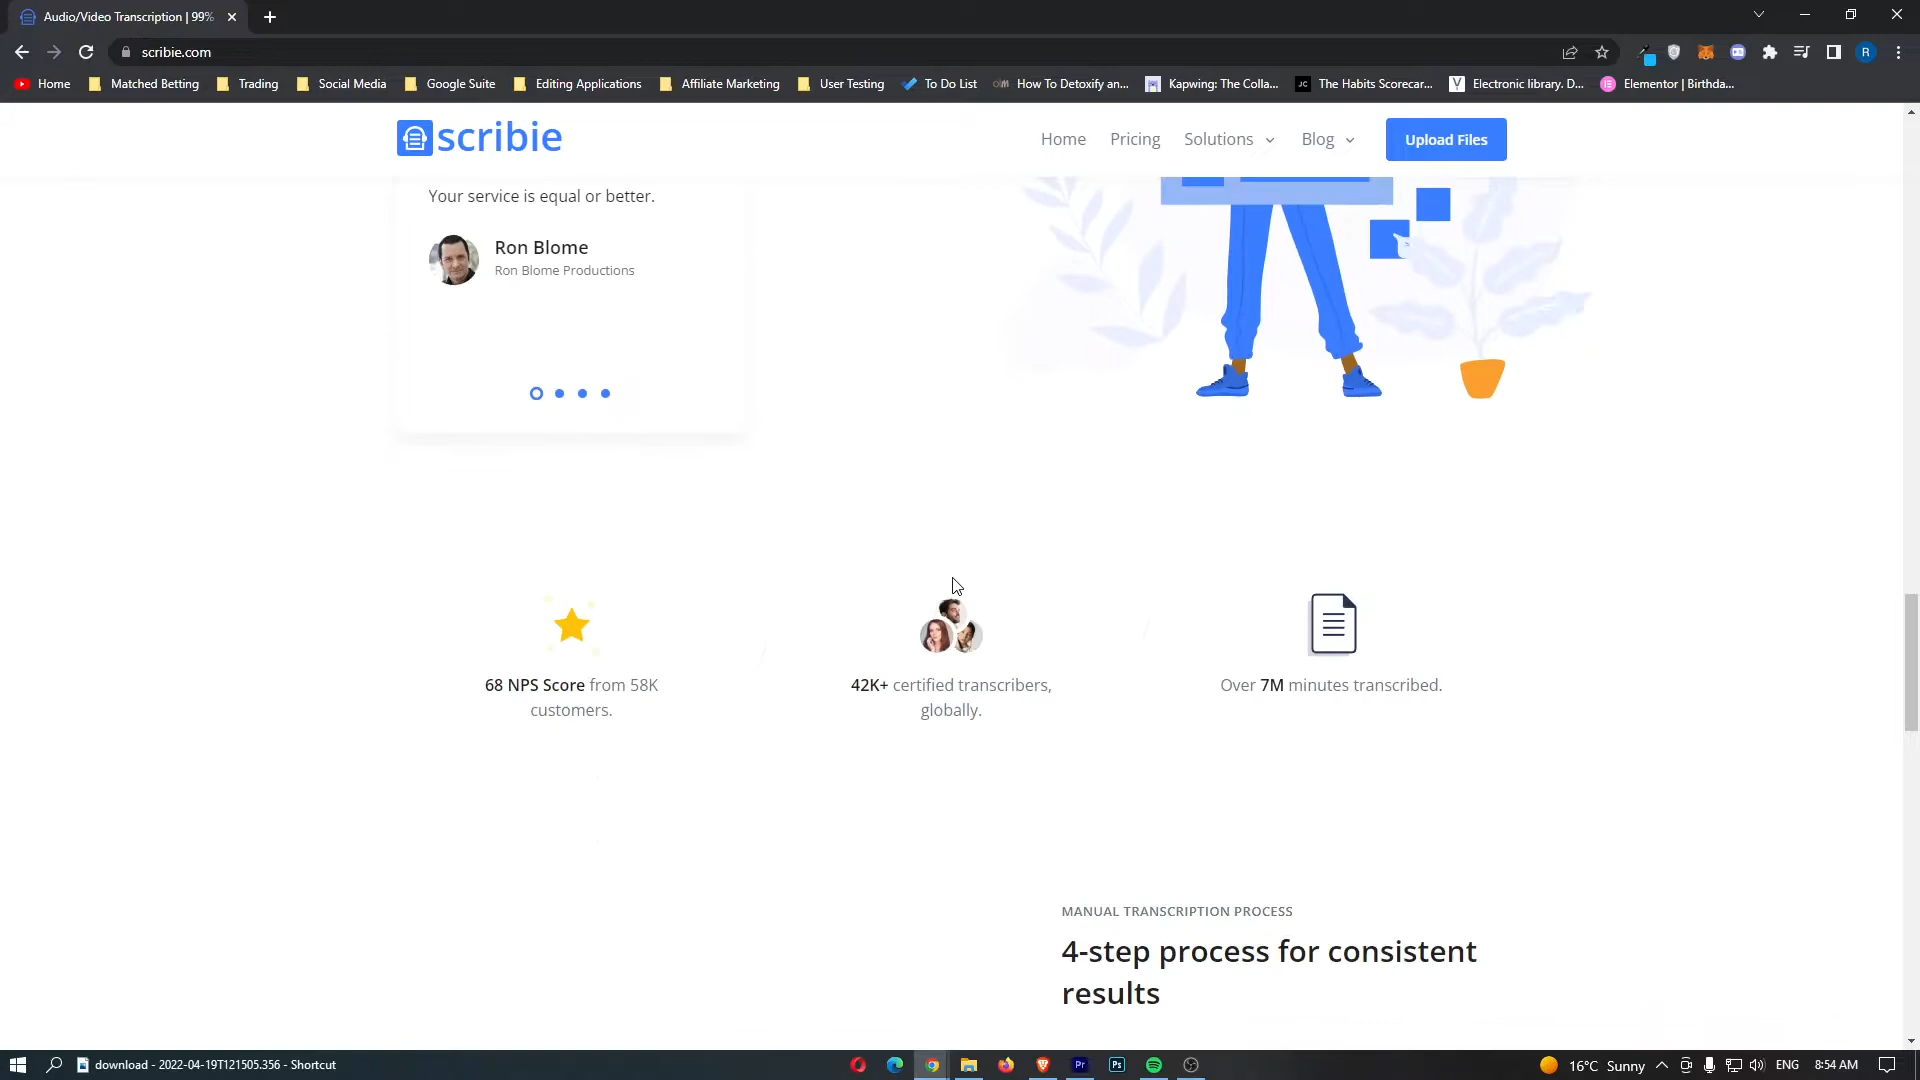 Audio/Video Transcription | 99%
scribie.com
Home
Matched Betting
Trading
Social Media
Google Suite
Editing Applications
Affiliate Marketing
User Testing
To Do List
How To Detoxify an...
Kapwing: The Colla...
The Habits Scorecar...
Electronic library. D...
Elementor | Birthda...
scribie
Home
Pricing
Solutions
Blog
Upload Files
Your service is equal or better.
Ron Blome
Ron Blome Productions
68 NPS Score from 58K
customers.
42K+ certified transcribers,
globally.
Over 7M minutes transcribed.
MANUAL TRANSCRIPTION PROCESS
4-step process for consistent
results
download - 2022-04-19T121505.356 - Shortcut
Pr
Ps
16°C Sunny
ENG
8:54 AM